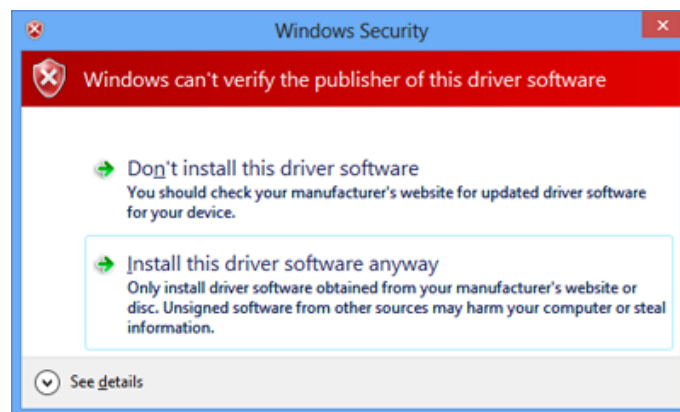 Windows Security
Windows can't verify the publisher of this driver software
Don't install this driver software
You should check your manufacturer's website for updated driver software
for your device.
Install this driver software anyway
Only install driver software obtained from your manufacturer's website or
disc. Unsigned software from other sources may harm your computer or steal
information.
See details